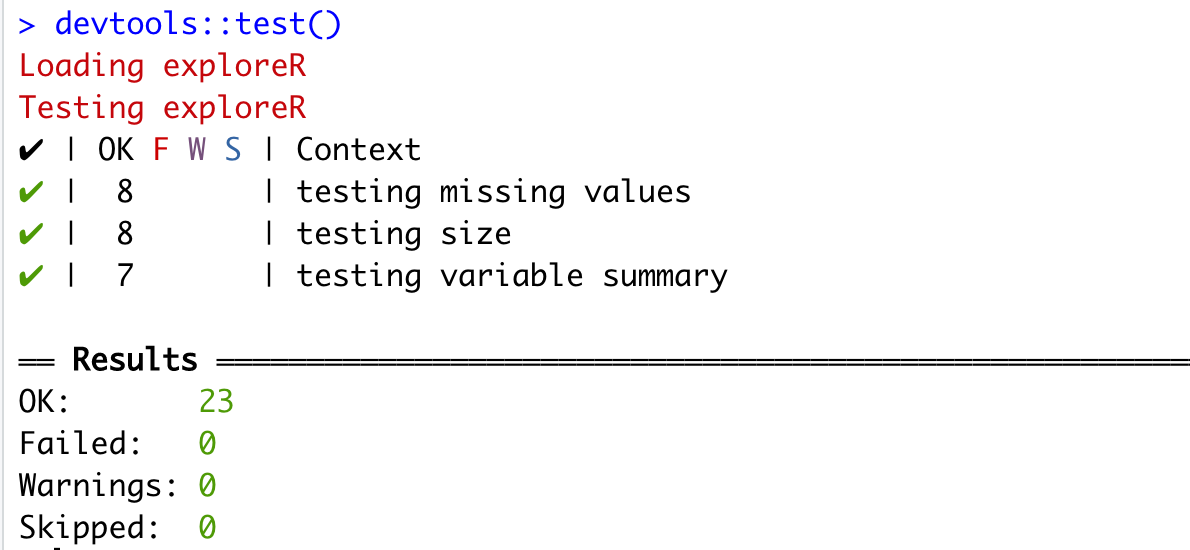 > devtools::test()
Loading exploreR
Testing exploreR
✔ | OK F W S | Context
✔ |  8       | testing missing values
✔ |  8       | testing size
✔ |  7       | testing variable summary
══ Results ══════════════════════════════════════════════════════
OK:       23
Failed:   0
Warnings: 0
Skipped:  0